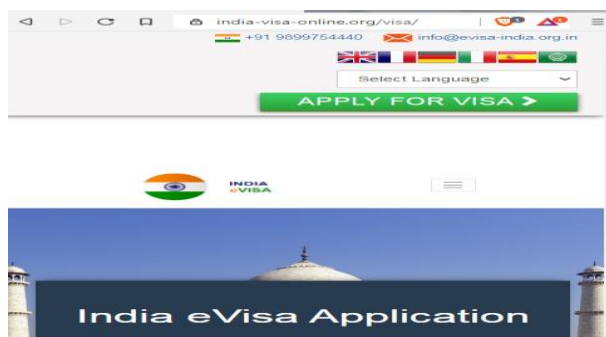 india-visa-online.org/visa/
+91 9899754440 info@evisa-india.org.in
Select Language
APPLY FOR VISA
INDIA
eVISA
India eVisa Application